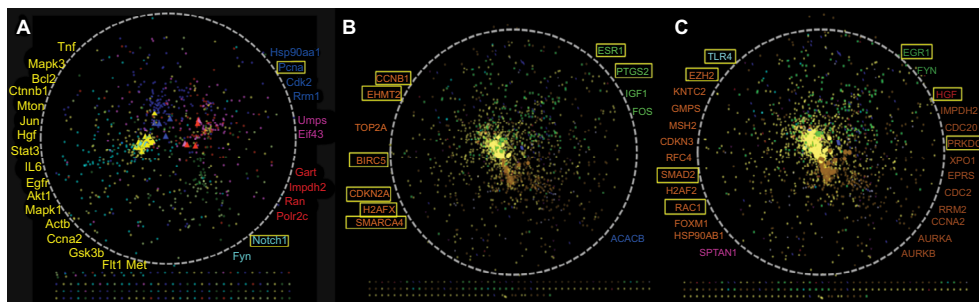 A
Tnf
Mapk3
Bcl2
Ctnnb1
Mton
Jun
Hgf
Stat3
IL6
Egfr
Akt1
Mapk1
Actb
Ccna2
Gsk3b
Flt1 Met
Hsp90aa1
Pcna
Cdk2
Rrm1
Umps
Eif43
Gart
Impdh2
Ran
Polr2c
Notch1
Fyn
B
CCNB1
EHMT2
TOP2A
BIRC5
CDKN2A
H2AFX
SMARCA4
ESR1
PTGS2
IGF1
FOS
ACACB
C
TLR4
EZH2
KNTC2
GMPS
MSH2
CDKN3
RFC4
SMAD2
H2AF2
RAC1
FOXM1
HSP90AB1
SPTAN1
EGR1
FYN
HGF
IMPDH2
CDC20
PRKDC
XPO1
EPRS
CDC2
RRM2
CCNA2
AURKA
AURKB